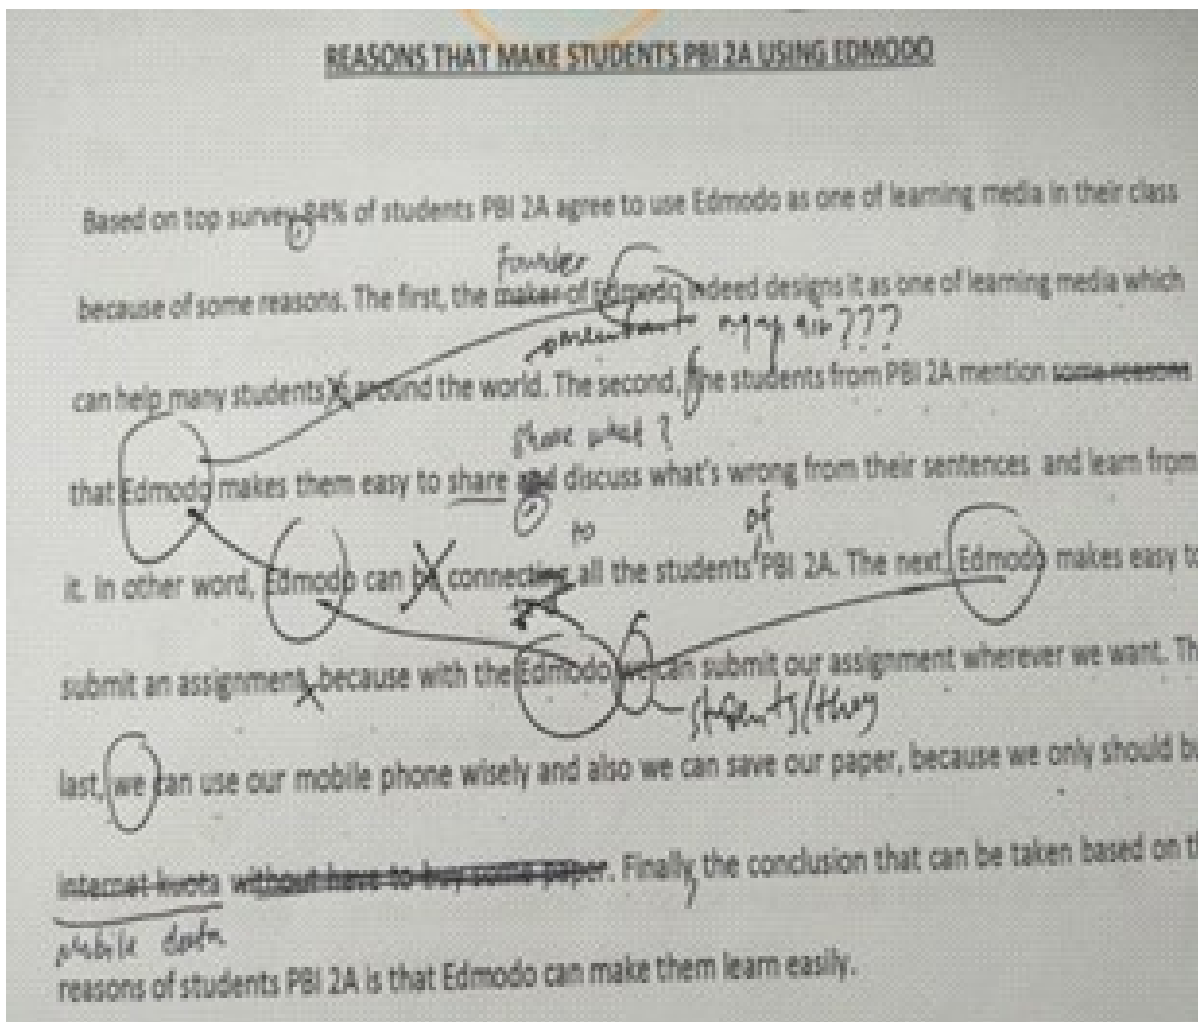 REASONS THAT MAKE STUDENTS PBI 2A USING EDMODO
Based on top survey, 84% of students PBI 2A agree to use Edmodo as one of learning media in their class
Founder
because of some reasons. The first, the maker of Edmodo indeed designs it as one of learning media which
???
can help many students around the world. The second, the students from PBI 2A mention some reasons
share what?
that Edmodo makes them easy to share and discuss what's wrong from their sentences and learn from
to of
it. In other word, Edmodo can be connecting all the students PBI 2A. The next, Edmodo makes easy to
submit an assignment, because with the Edmodo we can submit our assignment wherever we want. Th
students/they
last, we can use our mobile phone wisely and also we can save our paper, because we only should bu
internet kuota without have to buy some paper. Finally, the conclusion that can be taken based on th
mobile data
reasons of students PBI 2A is that Edmodo can make them learn easily.